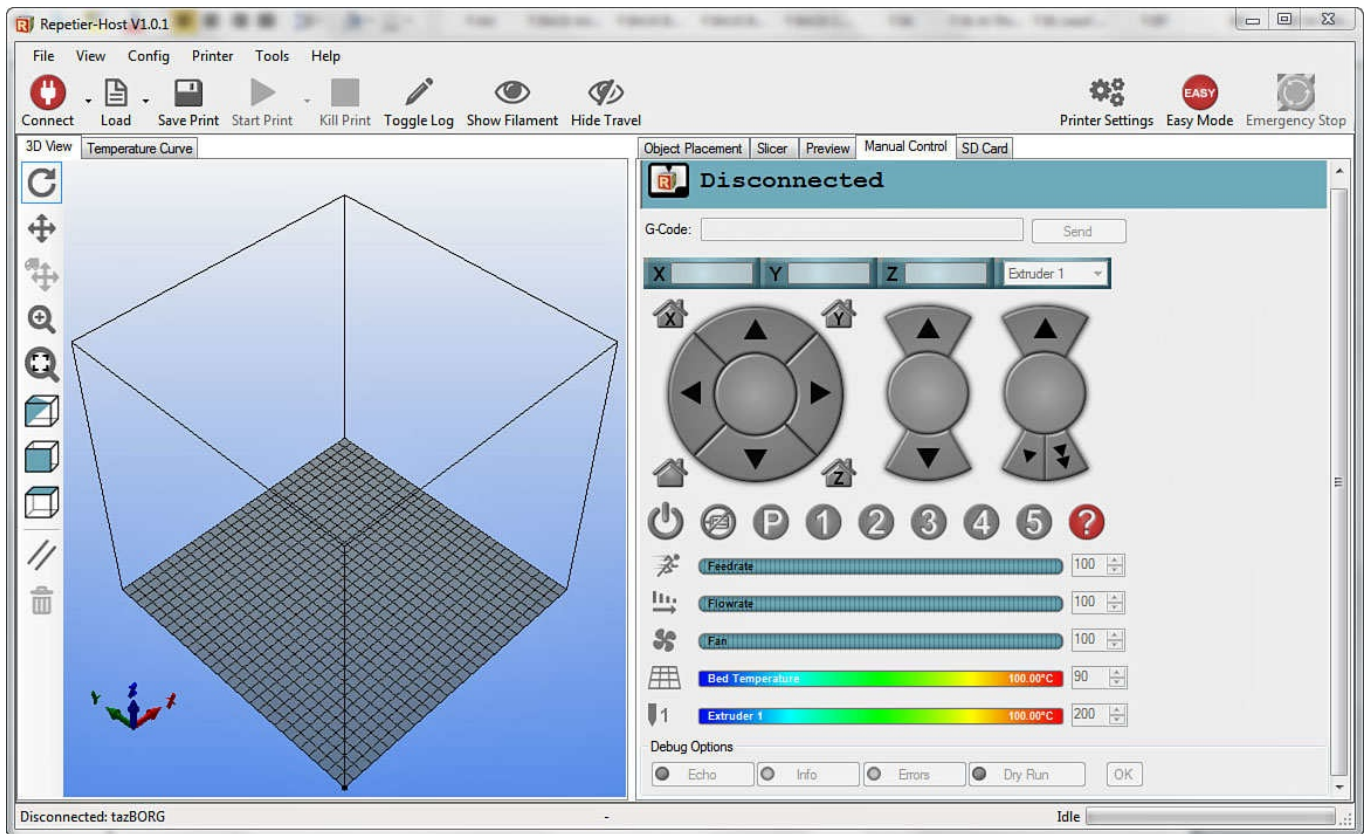 Repetier-Host V1.0.1
File View Config Printer Tools Help
Connect Load Save Print Start Print Kill Print Toggle Log Show Filament Hide Travel Printer Settings EASY Easy Mode Emergency Stop
3D View Temperature Curve
Object Placement Slicer Preview Manual Control SD Card
R Disconnected
G-Code: Send
X Y Z Extruder 1
X Y
Z
P 1 2 3 4 5 ?
Feedrate 100
Flowrate 100
Fan 100
Bed Temperature 100.00°C 90
1 Extruder 1 100.00°C 200
Debug Options
Echo Info Errors Dry Run OK
Y Z X
Disconnected: tazBORG - Idle